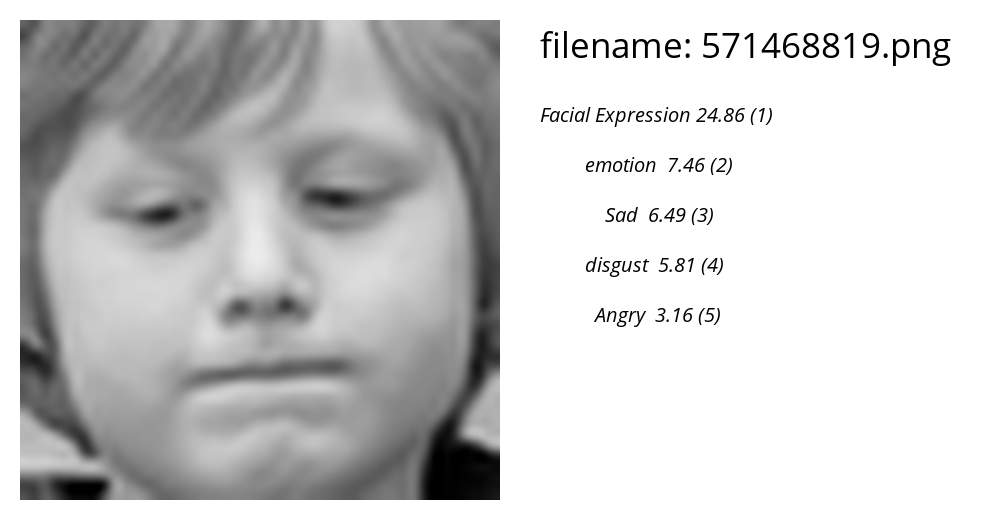 filename: 571468819.png
Facial Expression 24.86 (1)
emotion 7.46 (2)
Sad 6.49 (3)
disgust 5.81 (4)
Angry 3.16 (5)